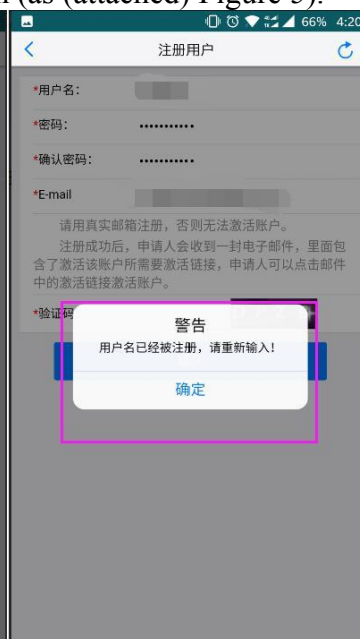 (as (attached) Figure 5).
66% 4:20
注册用户
*用户名：
*密码：
*确认密码：
*E-mail
请用真实邮箱注册，否则无法激活账户。
注册成功后，申请人会收到一封电子邮件，里面包
含了激活该账户所需要激活链接，申请人可以点击邮件
中的激活链接激活账户。
*验证码
警告
用户名已经被注册，请重新输入！
确定